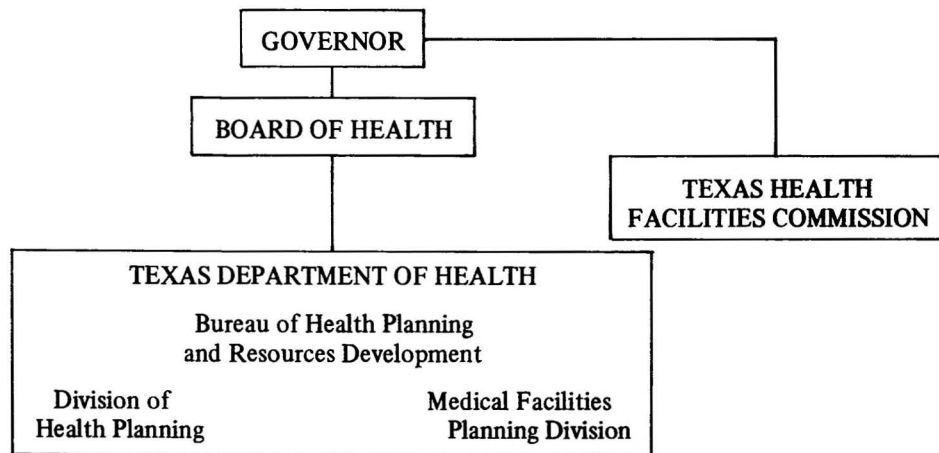 GOVERNOR
BOARD OF HEALTH
TEXAS HEALTH
FACILITIES COMMISSION
TEXAS DEPARTMENT OF HEALTH
Bureau of Health Planning
and Resources Development
Division of
Health Planning
Medical Facilities
Planning Division